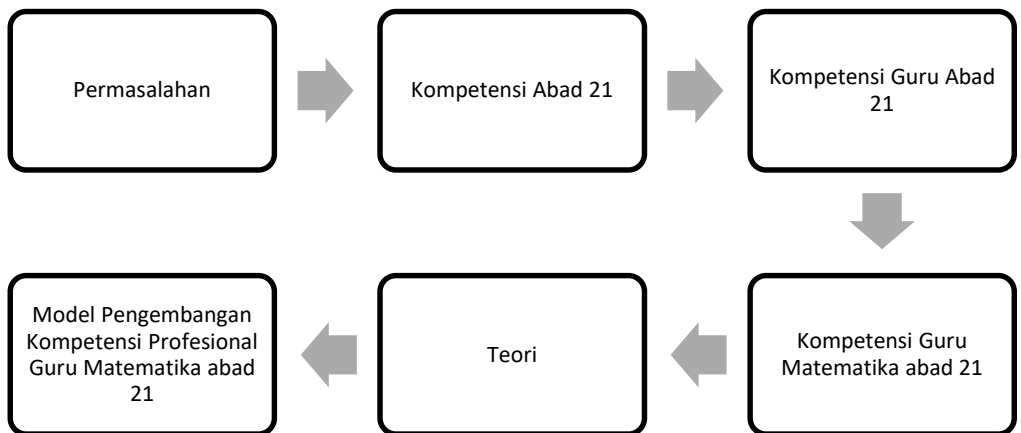 Permasalahan
Kompetensi Abad 21
Kompetensi Guru Abad
21
Kompetensi Guru
Matematika abad 21
Teori
Model Pengembangan
Kompetensi Profesional
Guru Matematika abad
21